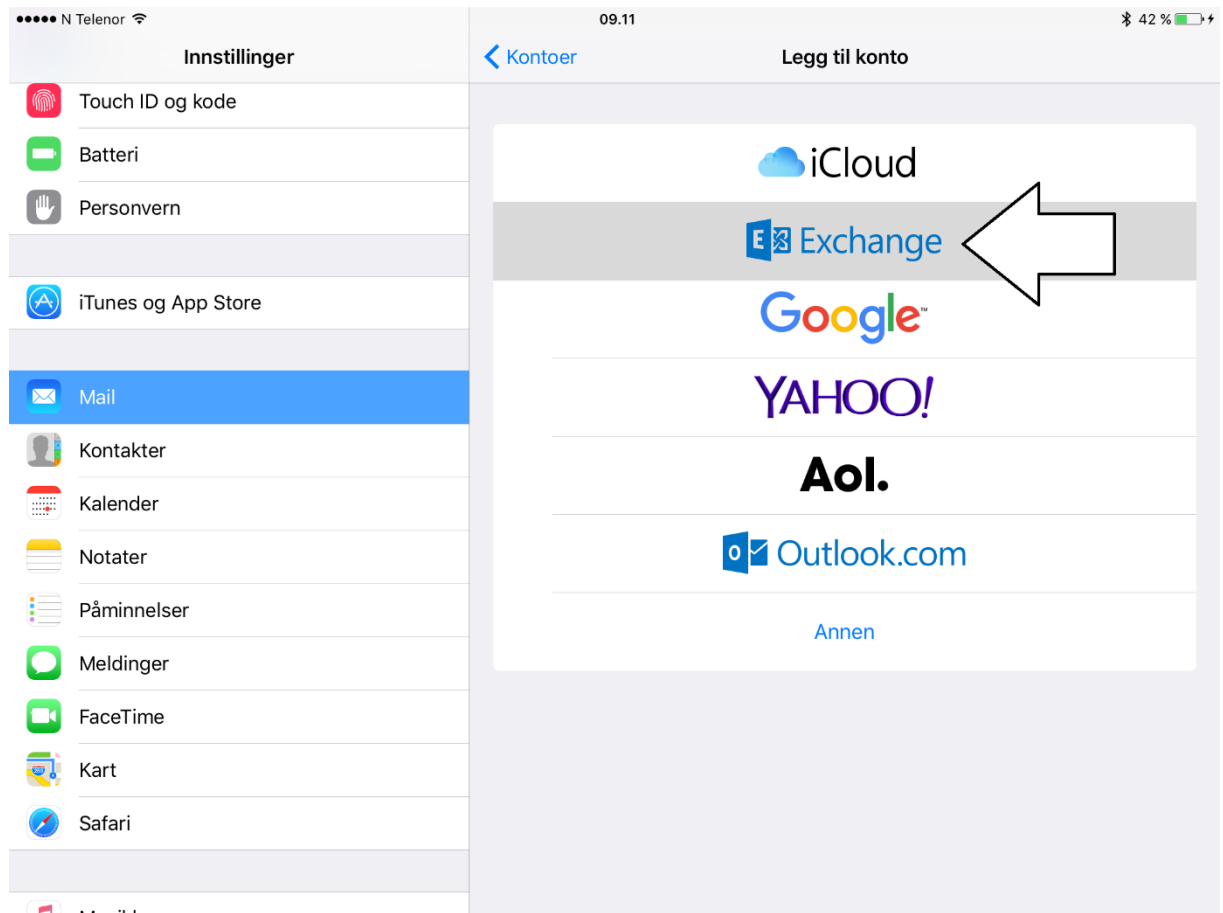 N Telenor
09.11
42 %
Innstillinger
Kontoer
Legg til konto
Touch ID og kode
Batteri
Personvern
iTunes og App Store
Mail
Kontakter
Kalender
Notater
Påminnelser
Meldinger
FaceTime
Kart
Safari
iCloud
Exchange
Google™
YAHOO!
Aol.
Outlook.com
Annen